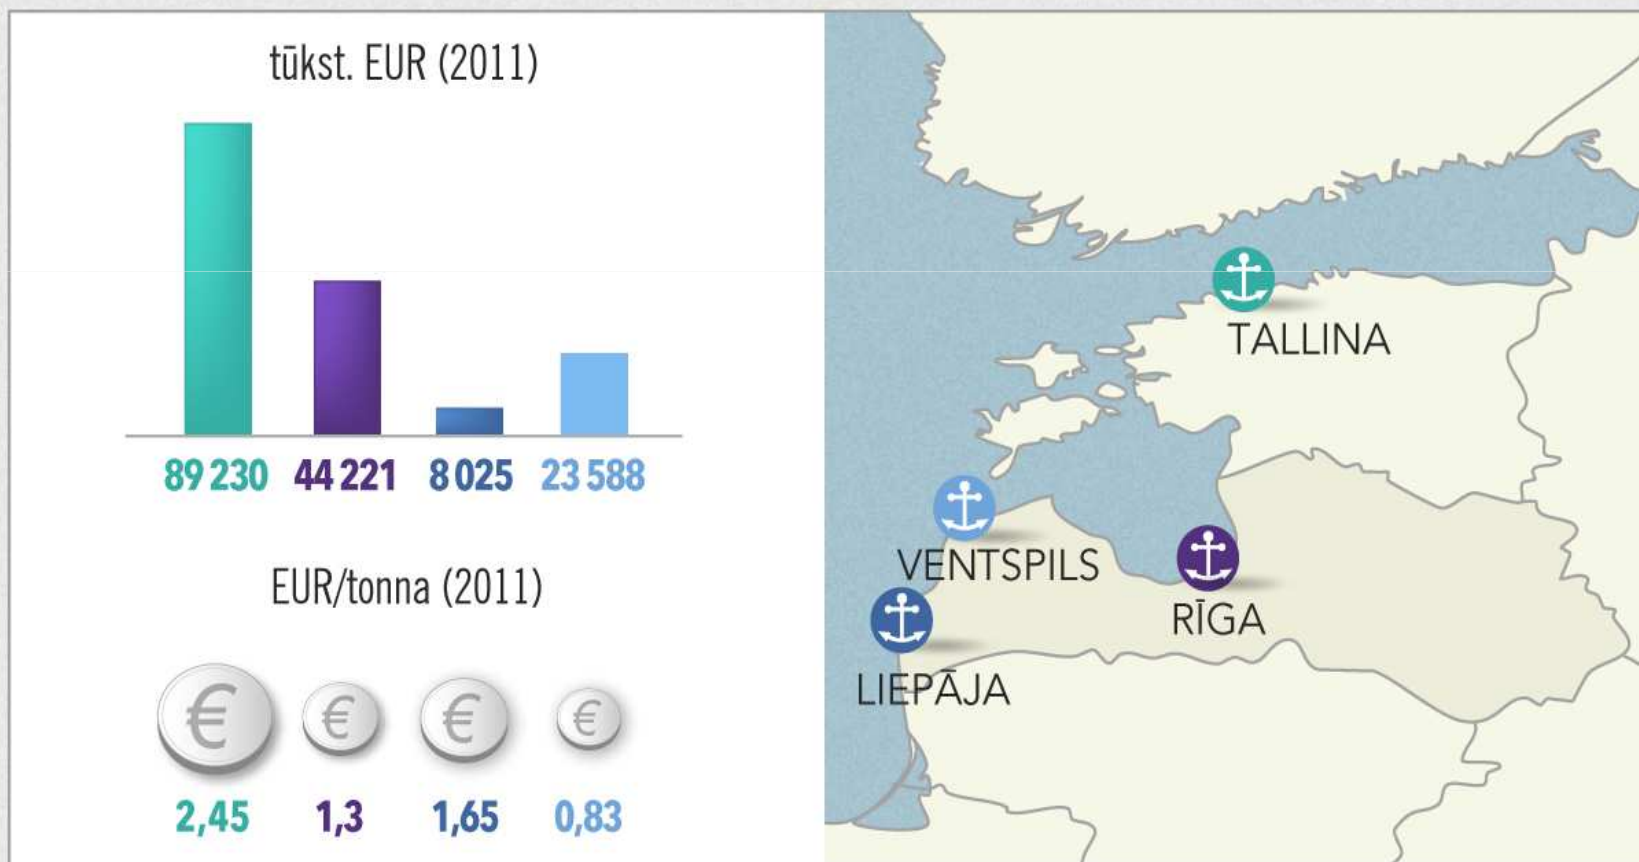 tūkst. EUR (2011)
89 230 44 221 8 025 23 588
EUR/tonna (2011)
€ € € €
2,45 1,3 1,65 0,83
TALLINA
VENTSPILS
RĪGA
LIEPĀJA